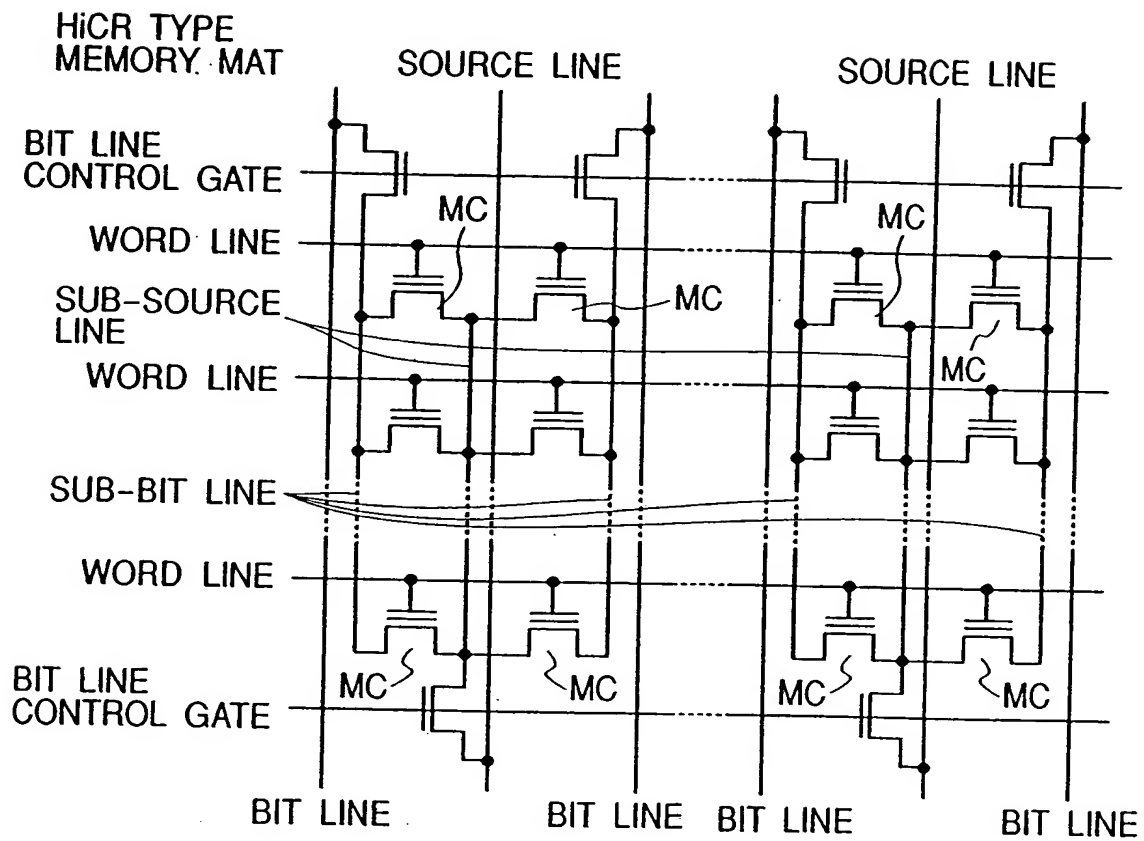 HiCR TYPE
MEMORY MAT
SOURCE LINE
SOURCE LINE
BIT LINE
CONTROL GATE
MC
MC
WORD LINE
SUB-SOURCE
LINE
MC
MC
WORD LINE
SUB-BIT LINE
WORD LINE
BIT LINE
CONTROL GATE
MC
MC
MC
MC
BIT LINE
BIT LINE
BIT LINE
BIT LINE